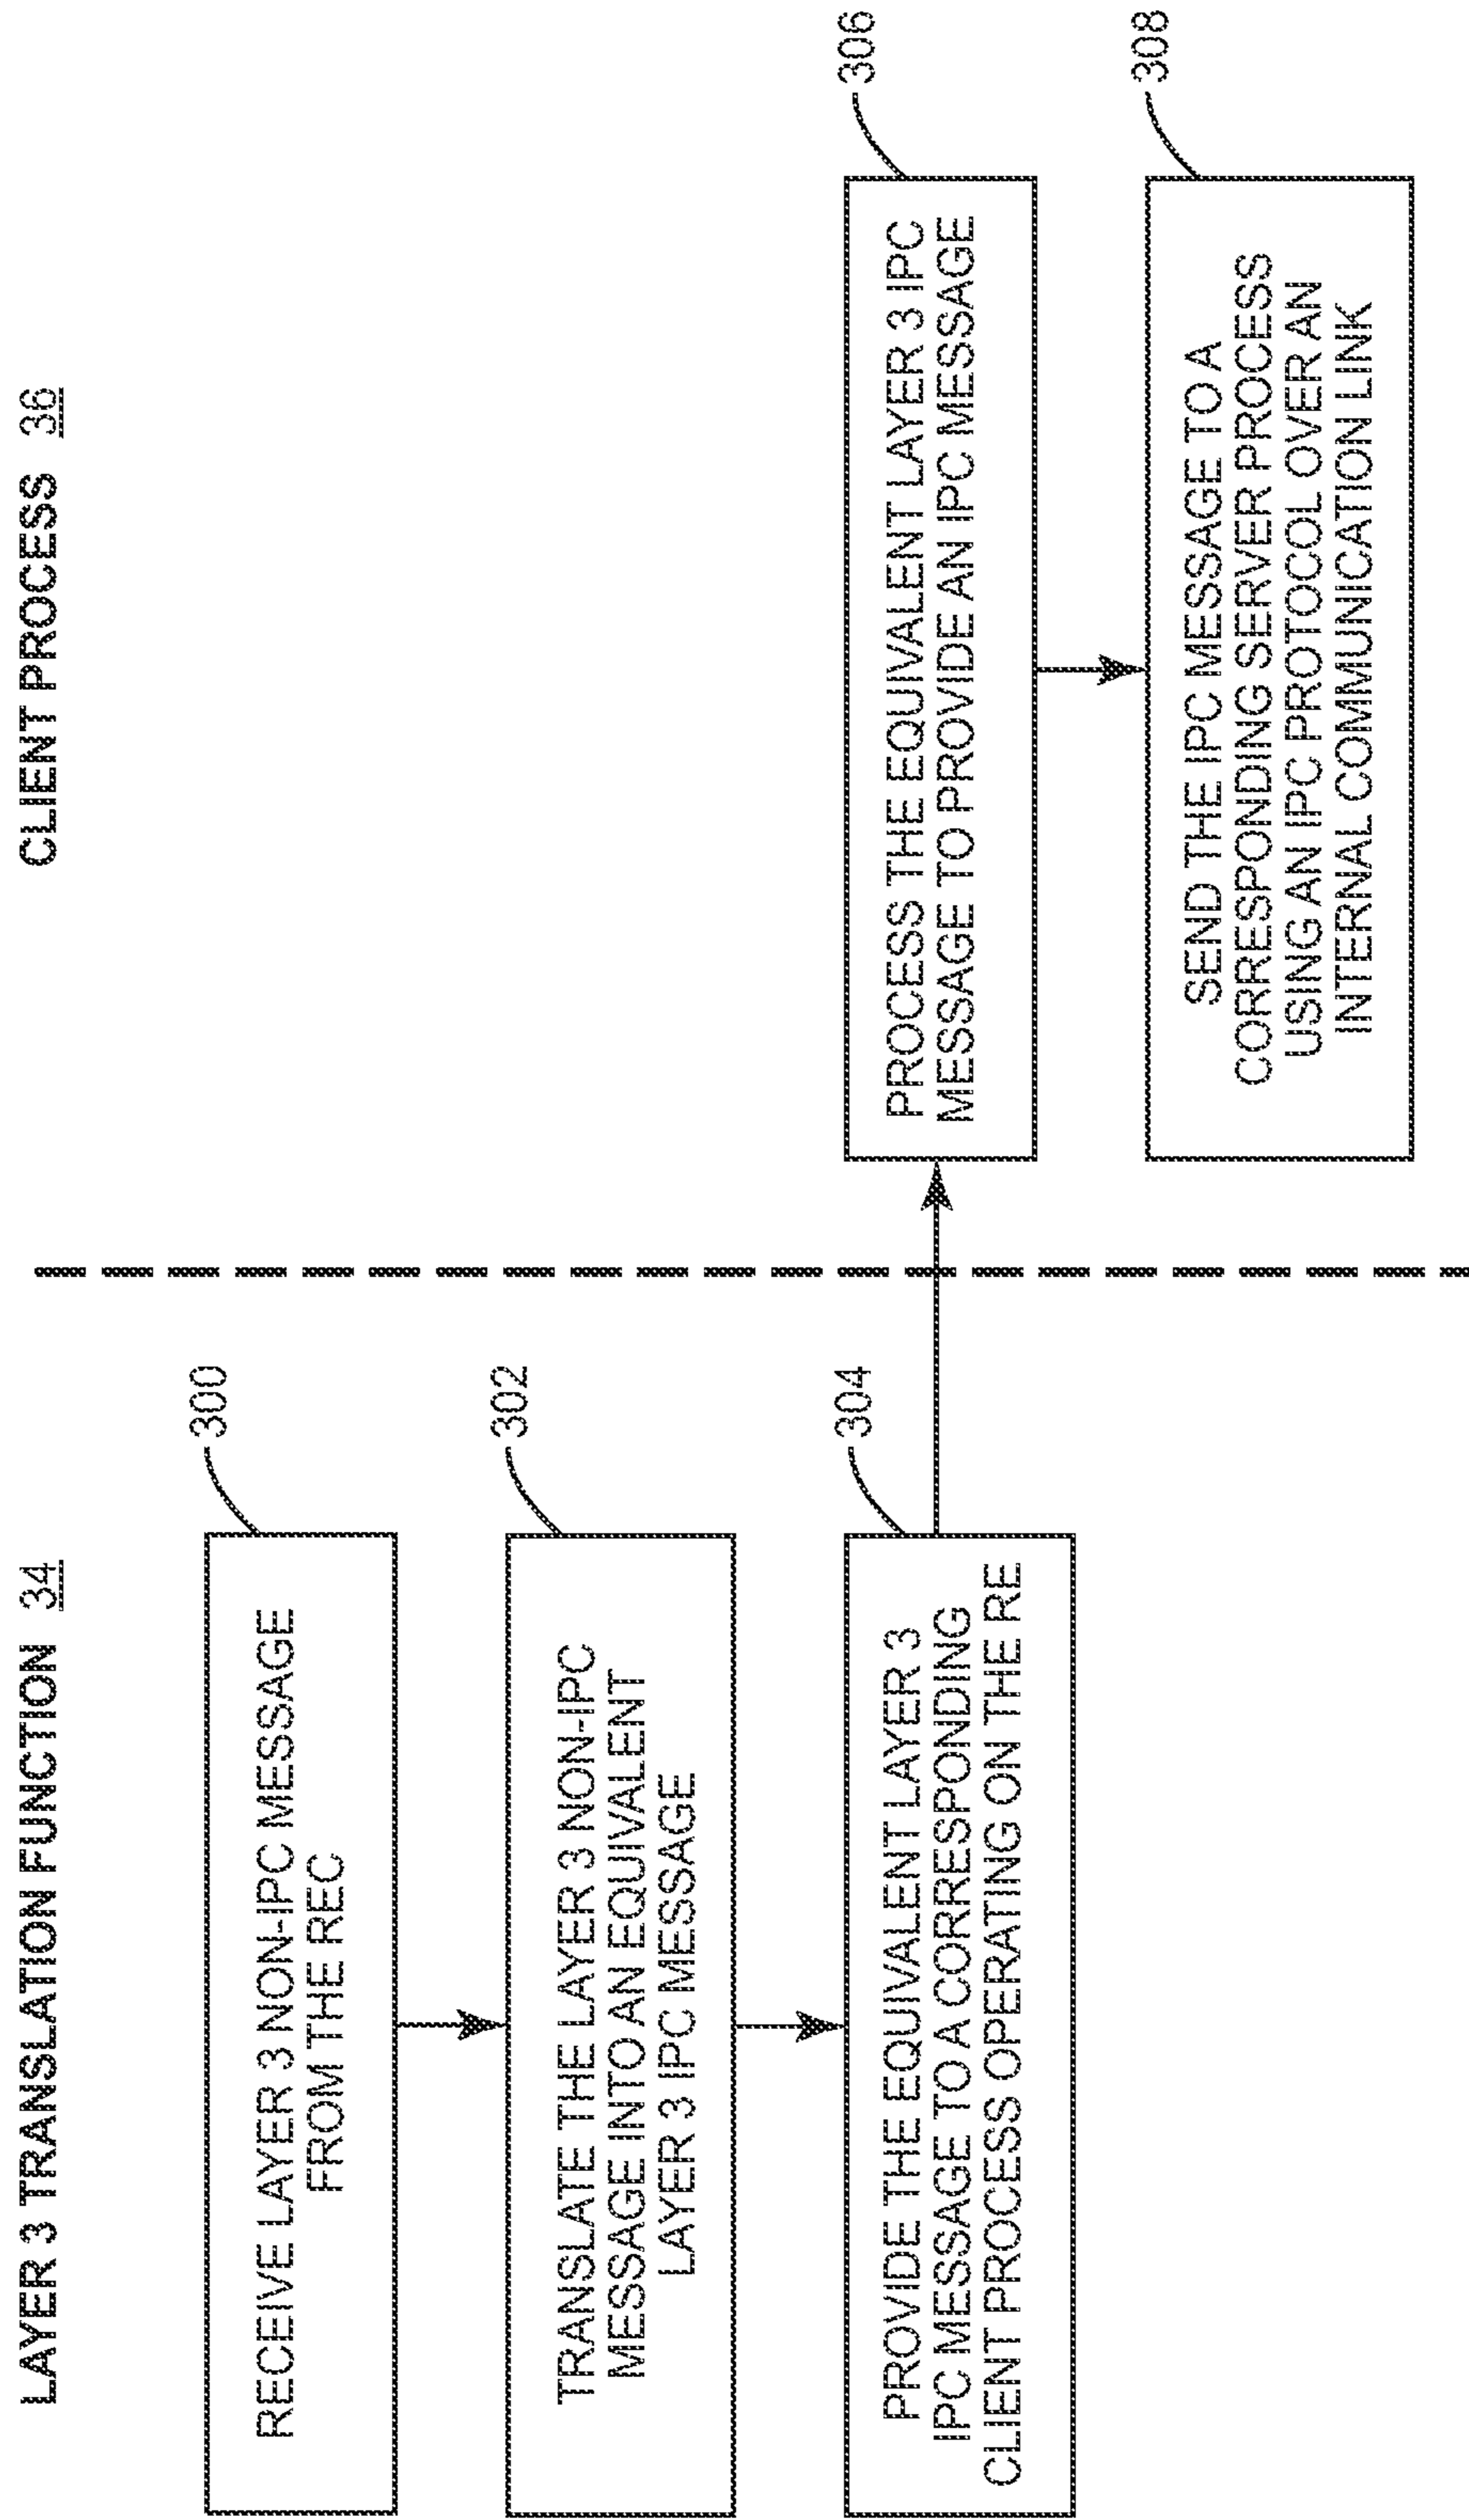 LAYER 3 TRANSLATION FUNCTION 34
300
RECEIVE LAYER 3 NON-IPC MESSAGE
FROM THE REC
302
TRANSLATE THE LAYER 3 NON-IPC
MESSAGE INTO AN EQUIVALENT
LAYER 3 IPC MESSAGE
304
PROVIDE THE EQUIVALENT LAYER 3
IPC MESSAGE TO A CORRESPONDING
CLIENT PROCESS OPERATING ON THE RE
CLIENT PROCESS 36
306
PROCESS THE EQUIVALENT LAYER 3 IPC
MESSAGE TO PROVIDE AN IPC MESSAGE
308
SEND THE IPC MESSAGE TO A
CORRESPONDING SERVER PROCESS
USING AN IPC PROTOCOL OVER AN
INTERNAL COMMUNICATION LINK